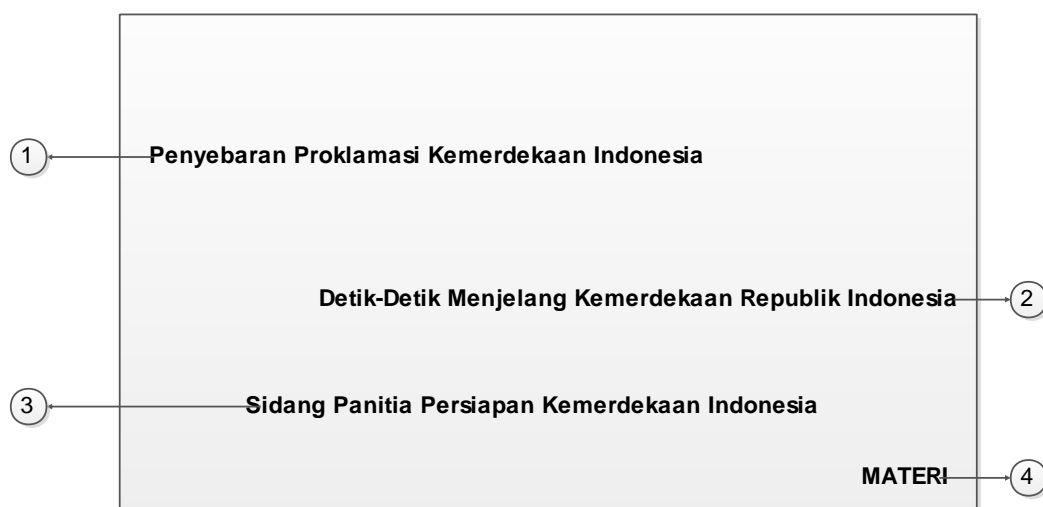 1 Penyebaran Proklamasi Kemerdekaan Indonesia
Detik-Detik Menjelang Kemerdekaan Republik Indonesia 2
3 Sidang Panitia Persiapan Kemerdekaan Indonesia
MATERI 4